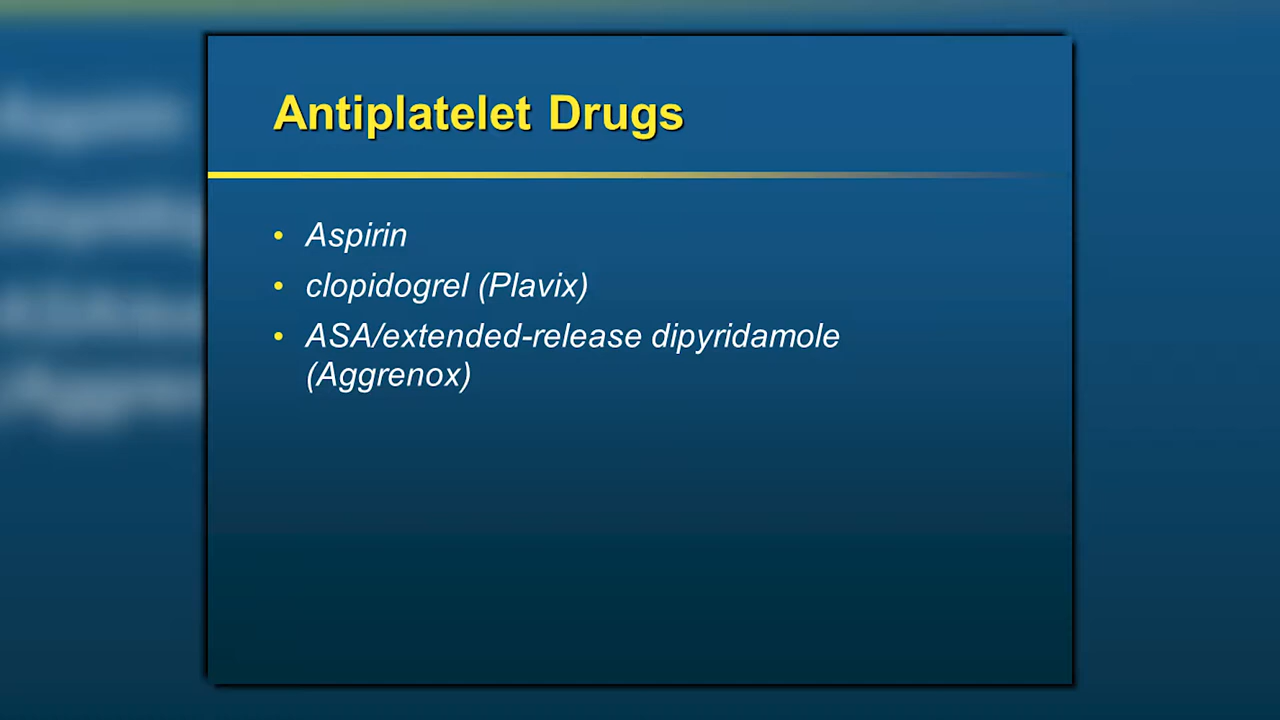 Antiplatelet Drugs
• Aspirin
• clopidogrel (Plavix)
• ASA/extended-release dipyridamole
(Aggrenox)